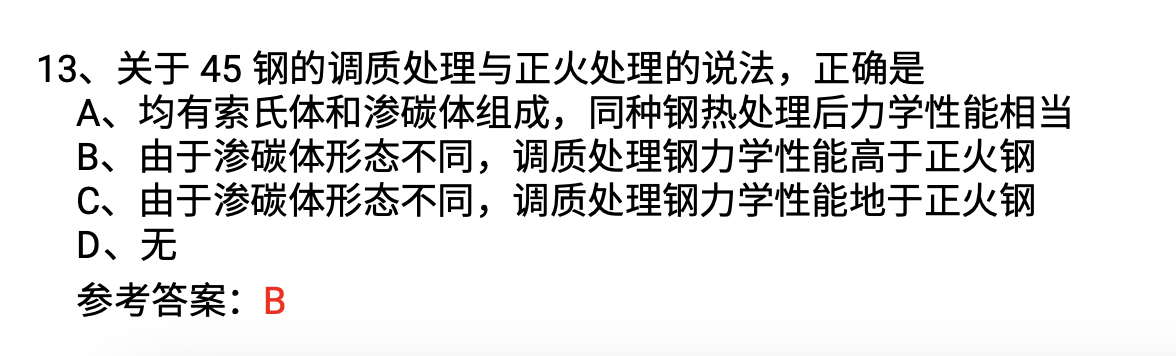 13、关于 45 钢的调质处理与正火处理的说法，正确是
A、均有索氏体和渗碳体组成，同种钢热处理后力学性能相当
B、由于渗碳体形态不同，调质处理钢力学性能高于正火钢
C、由于渗碳体形态不同，调质处理钢力学性能地于正火钢
D、无
参考答案：B